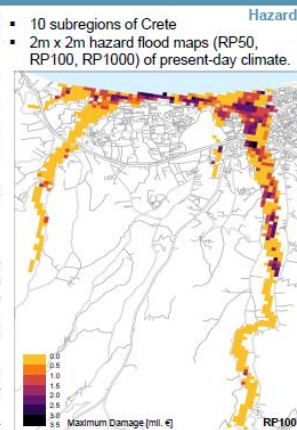 Hazard
▪ 10 subregions of Crete
▪ 2m x 2m hazard flood maps (RP50,
RP100, RP1000) of present-day climate.
0.0
0.5
1.0
1.5
2.0
2.5
3.0
3.5
Maximum Damage [mil. €]
RP100